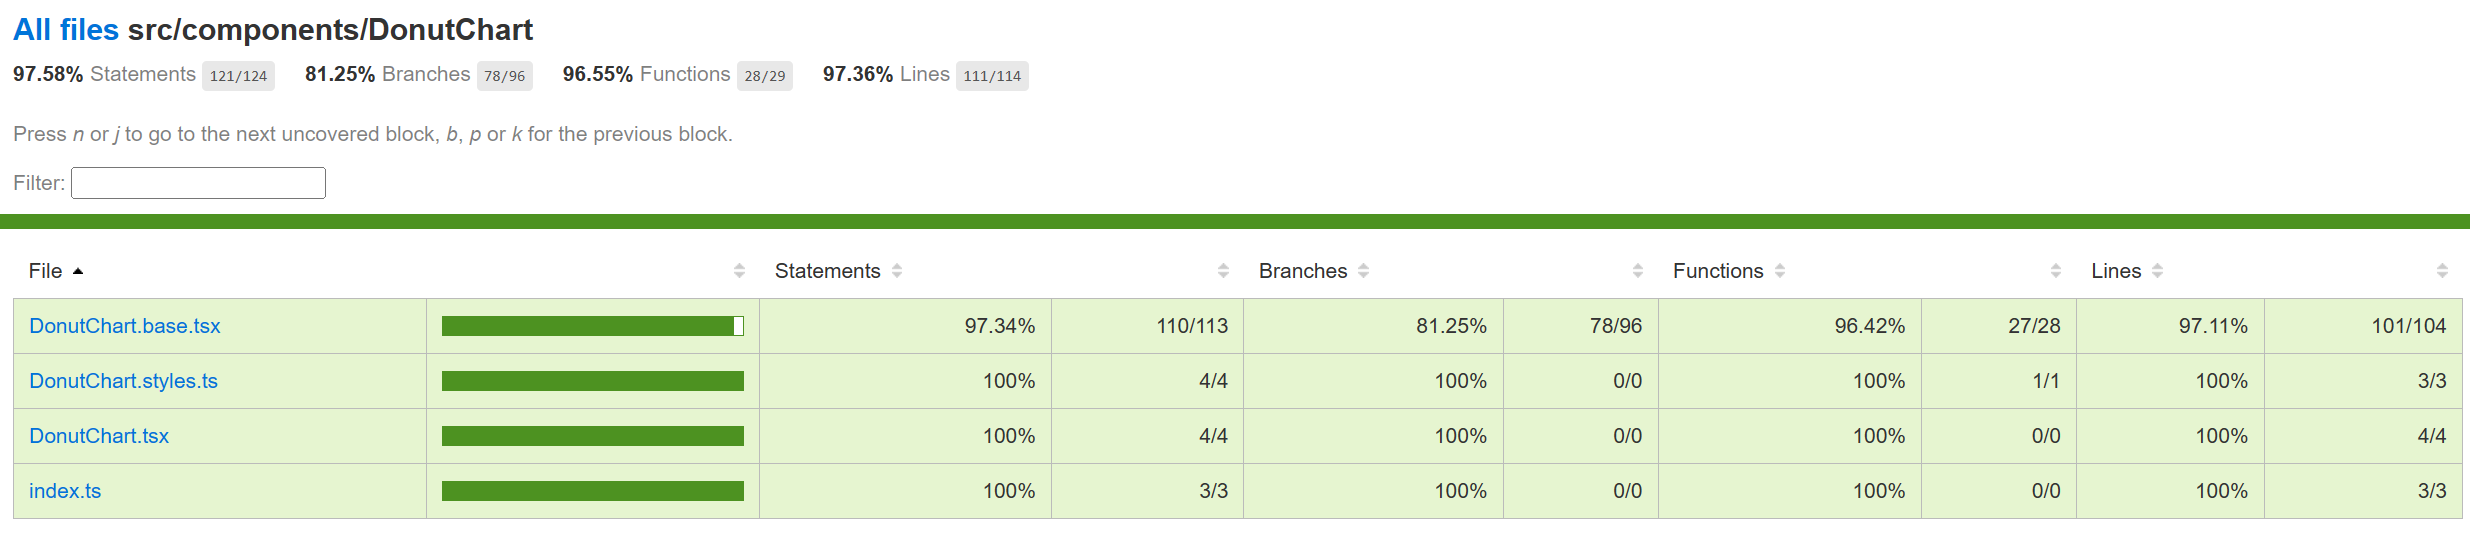 All files src/components/DonutChart
97.58% Statements 121/124 81.25% Branches 78/96 96.55% Functions 28/29 97.36% Lines 111/114
Press n or j to go to the next uncovered block, b, p or k for the previous block.
Filter:
File Statements Branches Functions Lines
DonutChart.base.tsx 97.34% 110/113 81.25% 78/96 96.42% 27/28 97.11% 101/104
DonutChart.styles.ts 100% 4/4 100% 0/0 100% 1/1 100% 3/3
DonutChart.tsx 100% 4/4 100% 0/0 100% 0/0 100% 4/4
index.ts 100% 3/3 100% 0/0 100% 0/0 100% 3/3